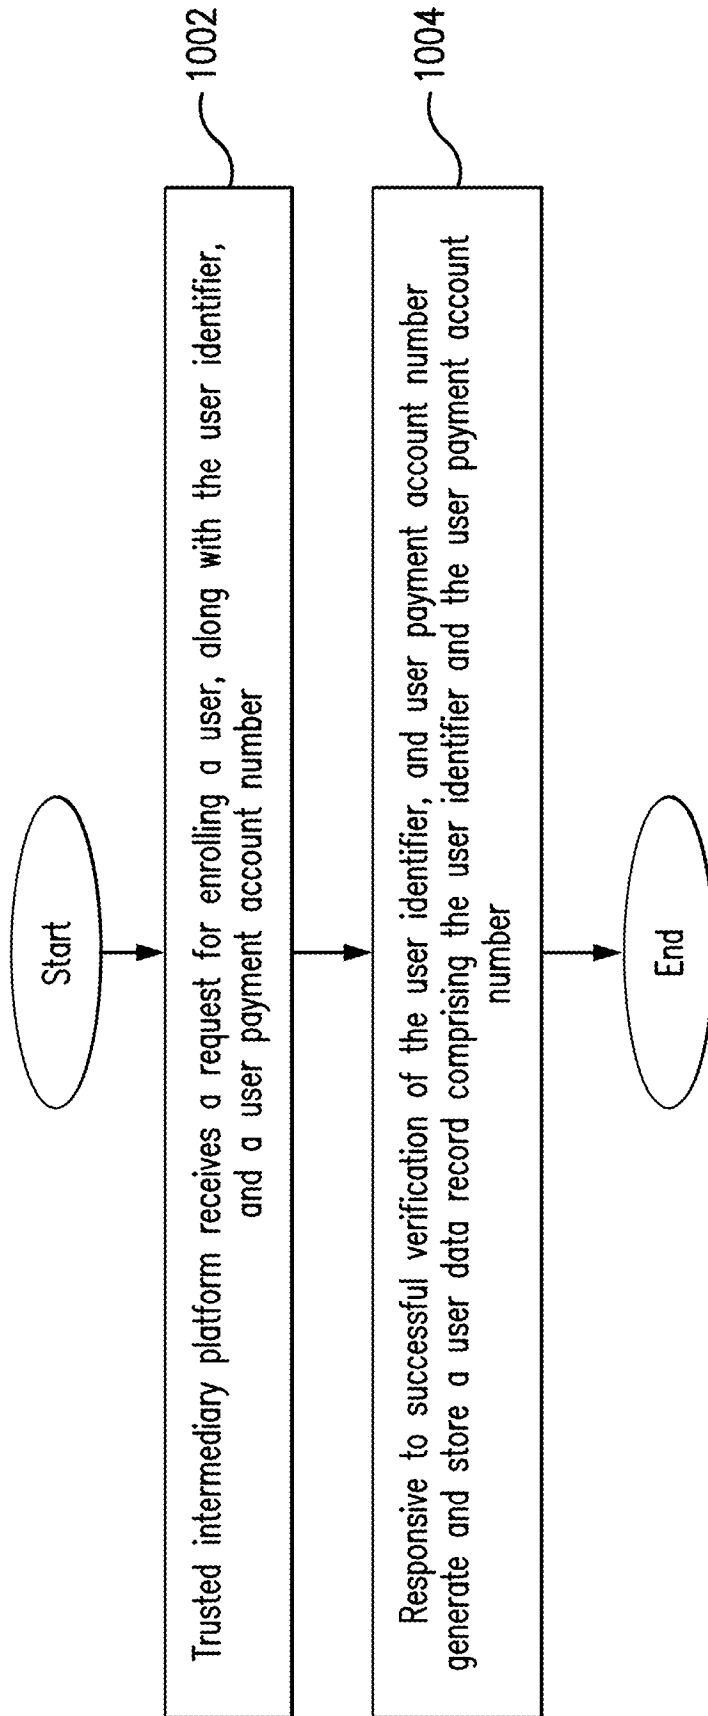 Start
Trusted intermediary platform receives a request for enrolling a user, along with the user identifier,
and a user payment account number
1002
Responsive to successful verification of the user identifier, and user payment account number
generate and store a user data record comprising the user identifier and the user payment account
number
1004
End